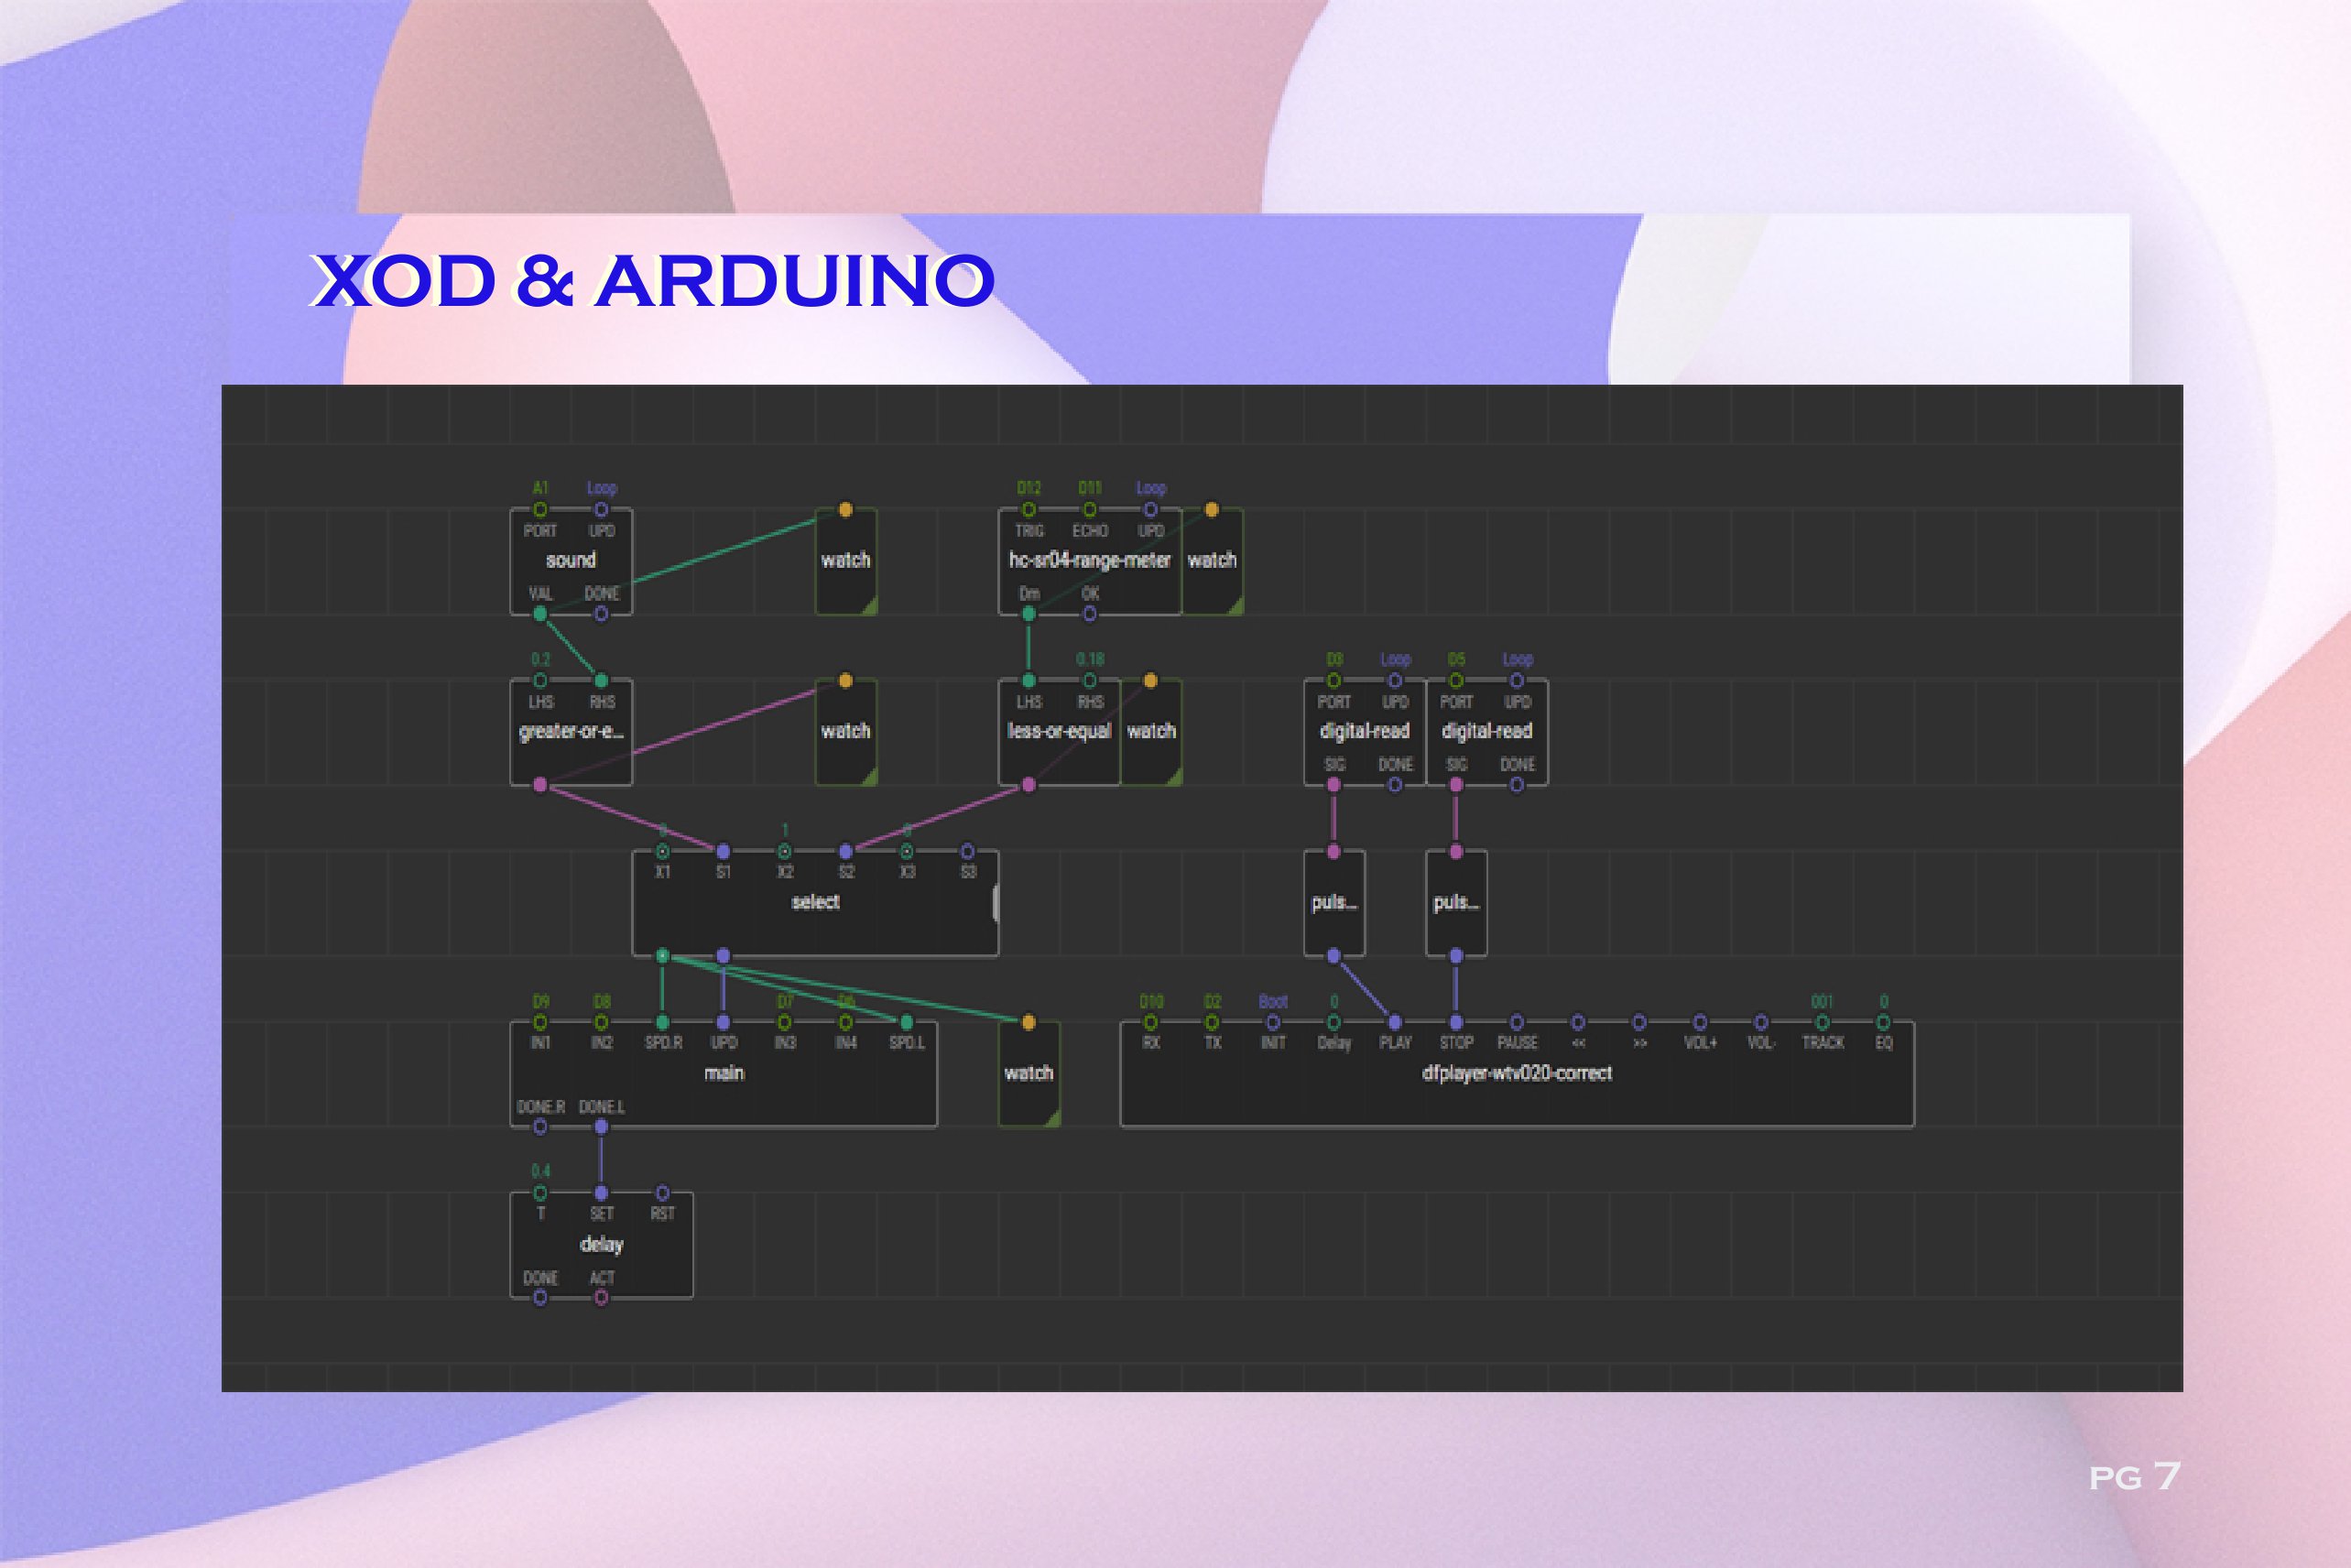 XOD & ARDUINO
A1 Loop
PORT UPD
sound
VAL DONE
watch
D12 D11 Loop
TRIG ECHO UPD
hc-sr04-range-meter
Dm OK
watch
0.2
LHS RHS
greater-or-e...
watch
0.18
LHS RHS
less-or-equal
watch
D3 Loop
PORT UPD
digital-read
SIG DONE
D5 Loop
PORT UPD
digital-read
SIG DONE
1
X1 S1 X2 S2 X3 S3
select
puls...
puls...
D9 D8 D7 D6
IN1 IN2 SPD.R UPD IN3 IN4 SPD.L
main
DONE.R DONE.L
watch
D10 D2 Boot 0 001 0
RX TX INIT Delay PLAY STOP PAUSE << >> VOL+ VOL- TRACK EQ
dfplayer-wtv020-correct
0.4
T SET RST
delay
DONE ACT
PG 7